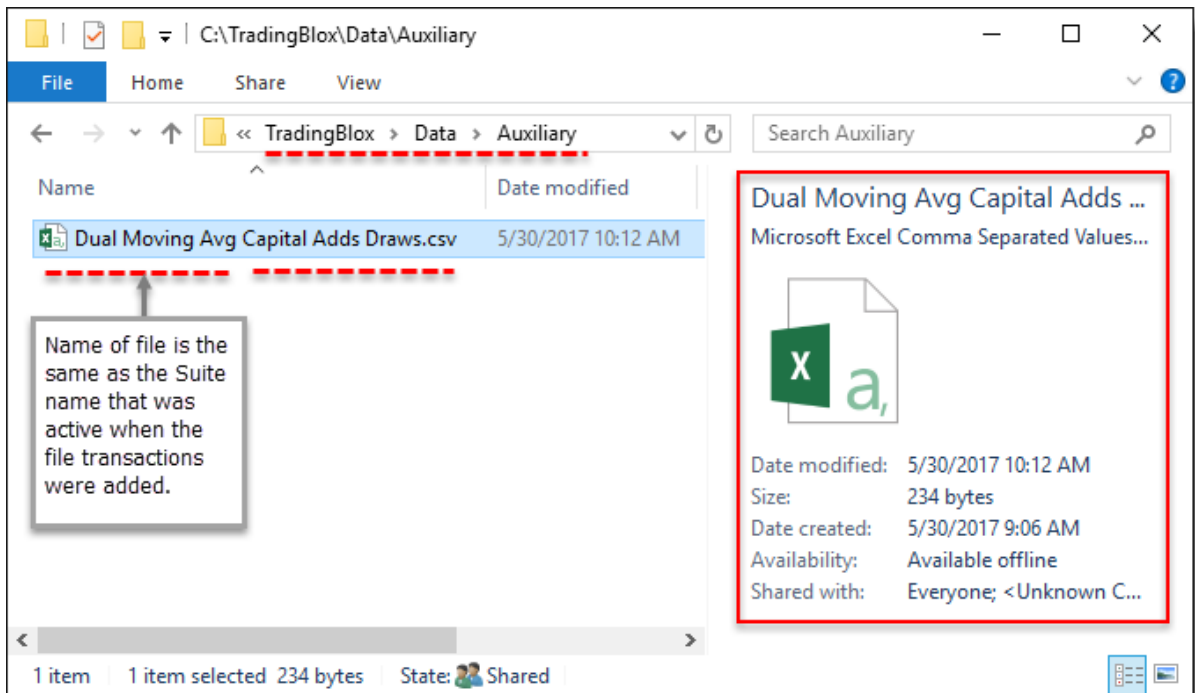 C:\TradingBlox\Data\Auxiliary
File Home Share View
« TradingBlox > Data > Auxiliary Search Auxiliary
Name Date modified
Dual Moving Avg Capital Adds Draws.csv 5/30/2017 10:12 AM
Name of file is the
same as the Suite
name that was
active when the
file transactions
were added.
Dual Moving Avg Capital Adds ...
Microsoft Excel Comma Separated Values...
X a,
Date modified: 5/30/2017 10:12 AM
Size: 234 bytes
Date created: 5/30/2017 9:06 AM
Availability: Available offline
Shared with: Everyone; <Unknown C...
1 item 1 item selected 234 bytes State: Shared